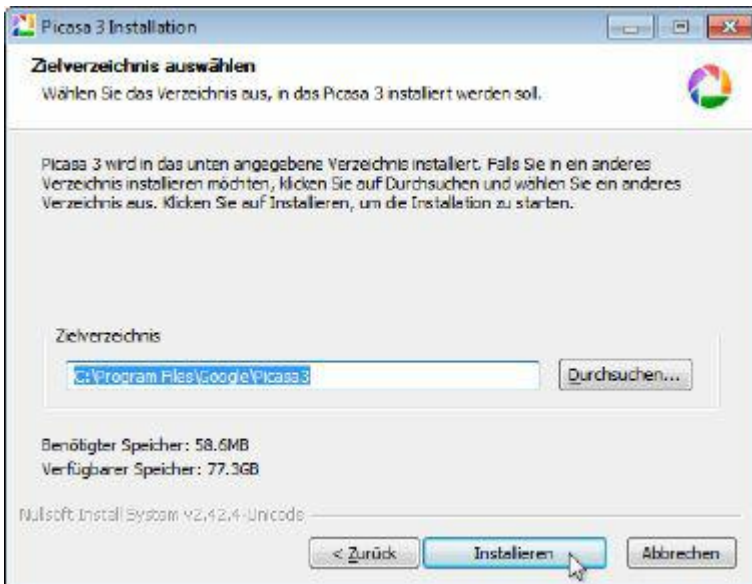 Picasa 3 Installation
Zielverzeichnis auswählen
Wählen Sie das Verzeichnis aus, in das Picasa 3 installiert werden soll.
Picasa 3 wird in das unten angegebene Verzeichnis installiert. Falls Sie in ein anderes
Verzeichnis installieren möchten, klicken Sie auf Durchsuchen und wählen Sie ein anderes
Verzeichnis aus. Klicken Sie auf Installieren, um die Installation zu starten.
Zielverzeichnis
C:\Program Files\Google\Picasa3
Durchsuchen...
Benötigter Speicher: 58.6MB
Verfügbarer Speicher: 77.3GB
Nullsoft Install System v2.42.4-Unicode
< Zurück
Installieren
Abbrechen